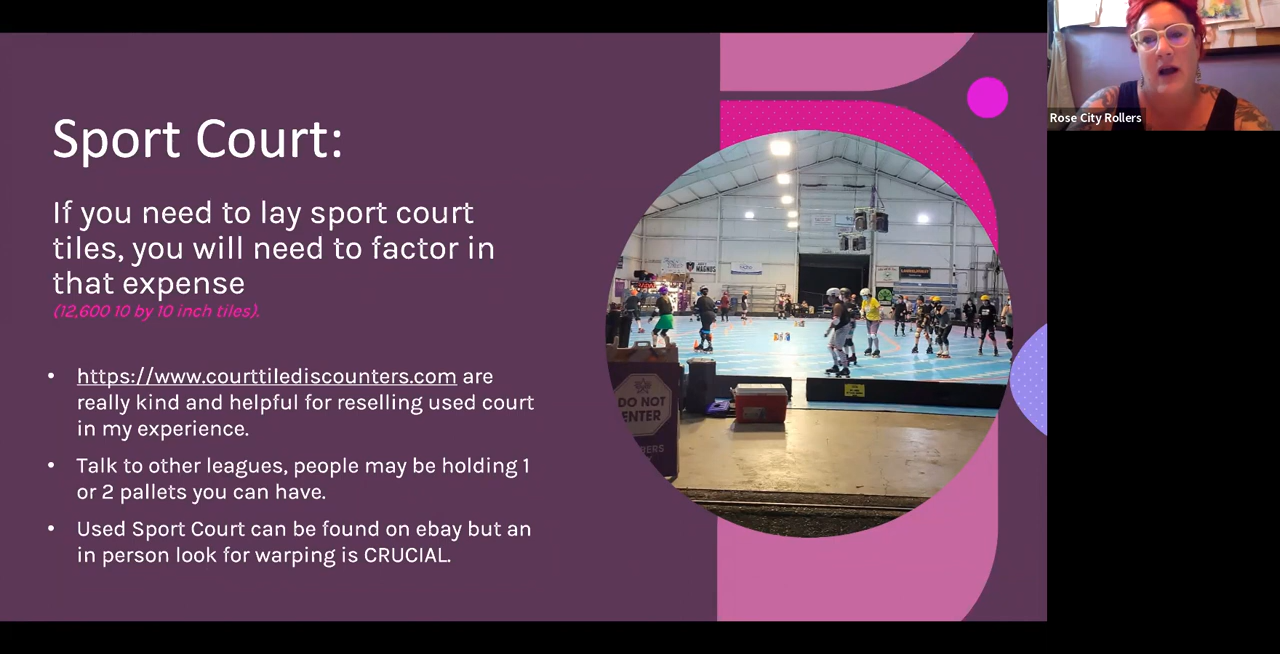 Sport Court:
If you need to lay sport court
tiles, you will need to factor in
that expense
(12,600 10 by 10 inch tiles).
• https://www.courttilediscounters.com are
really kind and helpful for reselling used court
in my experience.
• Talk to other leagues, people may be holding 1
or 2 pallets you can have.
• Used Sport Court can be found on ebay but an
in person look for warping is CRUCIAL.
MAGNOS
DO NOT
ENTER
Rose City Rollers